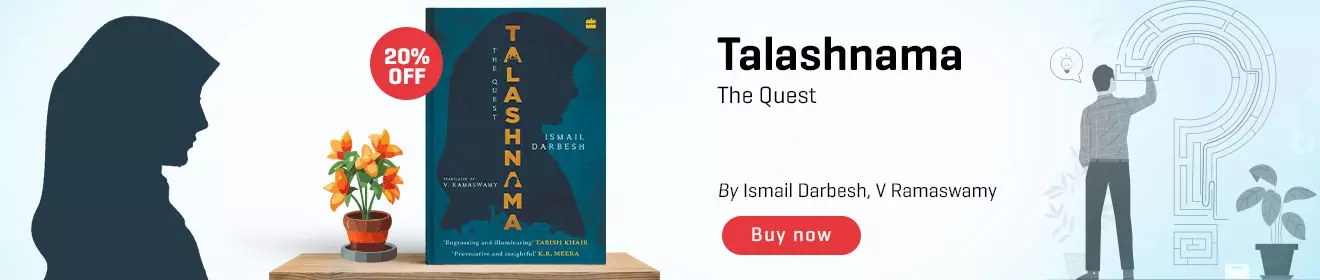 20%
OFF
THE QUEST
TALASHNAMA
ISMAIL
DARBESH
TRANSLATED BY
V. RAMASWAMY
'Engrossing and illuminating' TABISH KHAIR
'Provocative and insightful' K.R. MEERA
Talashnama
The Quest
By Ismail Darbesh, V Ramaswamy
Buy now